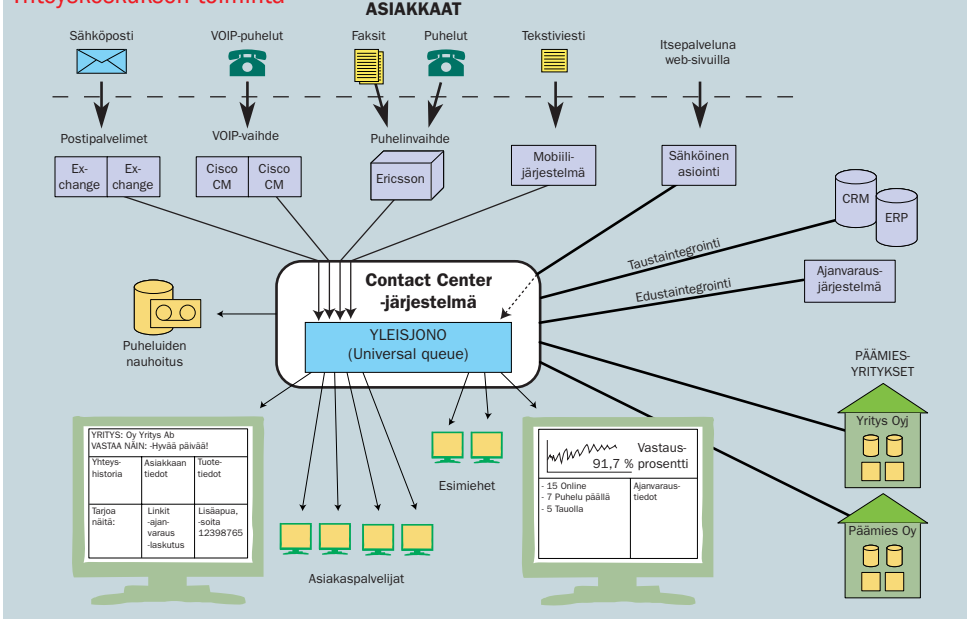 Yhteyskeskuksen toiminta
ASIAKKAAT
Sähköposti
VOIP-puhelut
Faksit
Puhelut
Tekstiviesti
Itsepalveluna
web-sivuilla
Postipalvelimet
VOIP-vaihde
Puhelinvaihde
Ex-
change
Ex-
change
Cisco
CM
Cisco
CM
Ericsson
Mobiili-
järjestelmä
Sähköinen
asiointi
CRM
ERP
Taustaintegrointi
Edustaintegrointi
Ajanvaraus-
järjestelmä
Contact Center
-järjestelmä
YLEISJONO
(Universal queue)
Puheluiden
nauhoitus
PÄÄMIES-
YRITYKSET
Yritys Oyj
Päämies Oy
YRITYS: Oy Yritys Ab
VASTAA NÄIN: -Hyvää päivää!
Yhteys-
historia
Asiakkaan
tiedot
Tuote-
tiedot
Tarjoa
näitä:
Linkit
-ajan-
varaus
-laskutus
Lisäapua,
-soita
12398765
Esimiehet
Asiakaspalvelijat
Vastaus-
91,7 % prosentti
- 15 Online
- 7 Puhelu päällä
- 5 Tauolla
Ajanvaraus-
tiedot